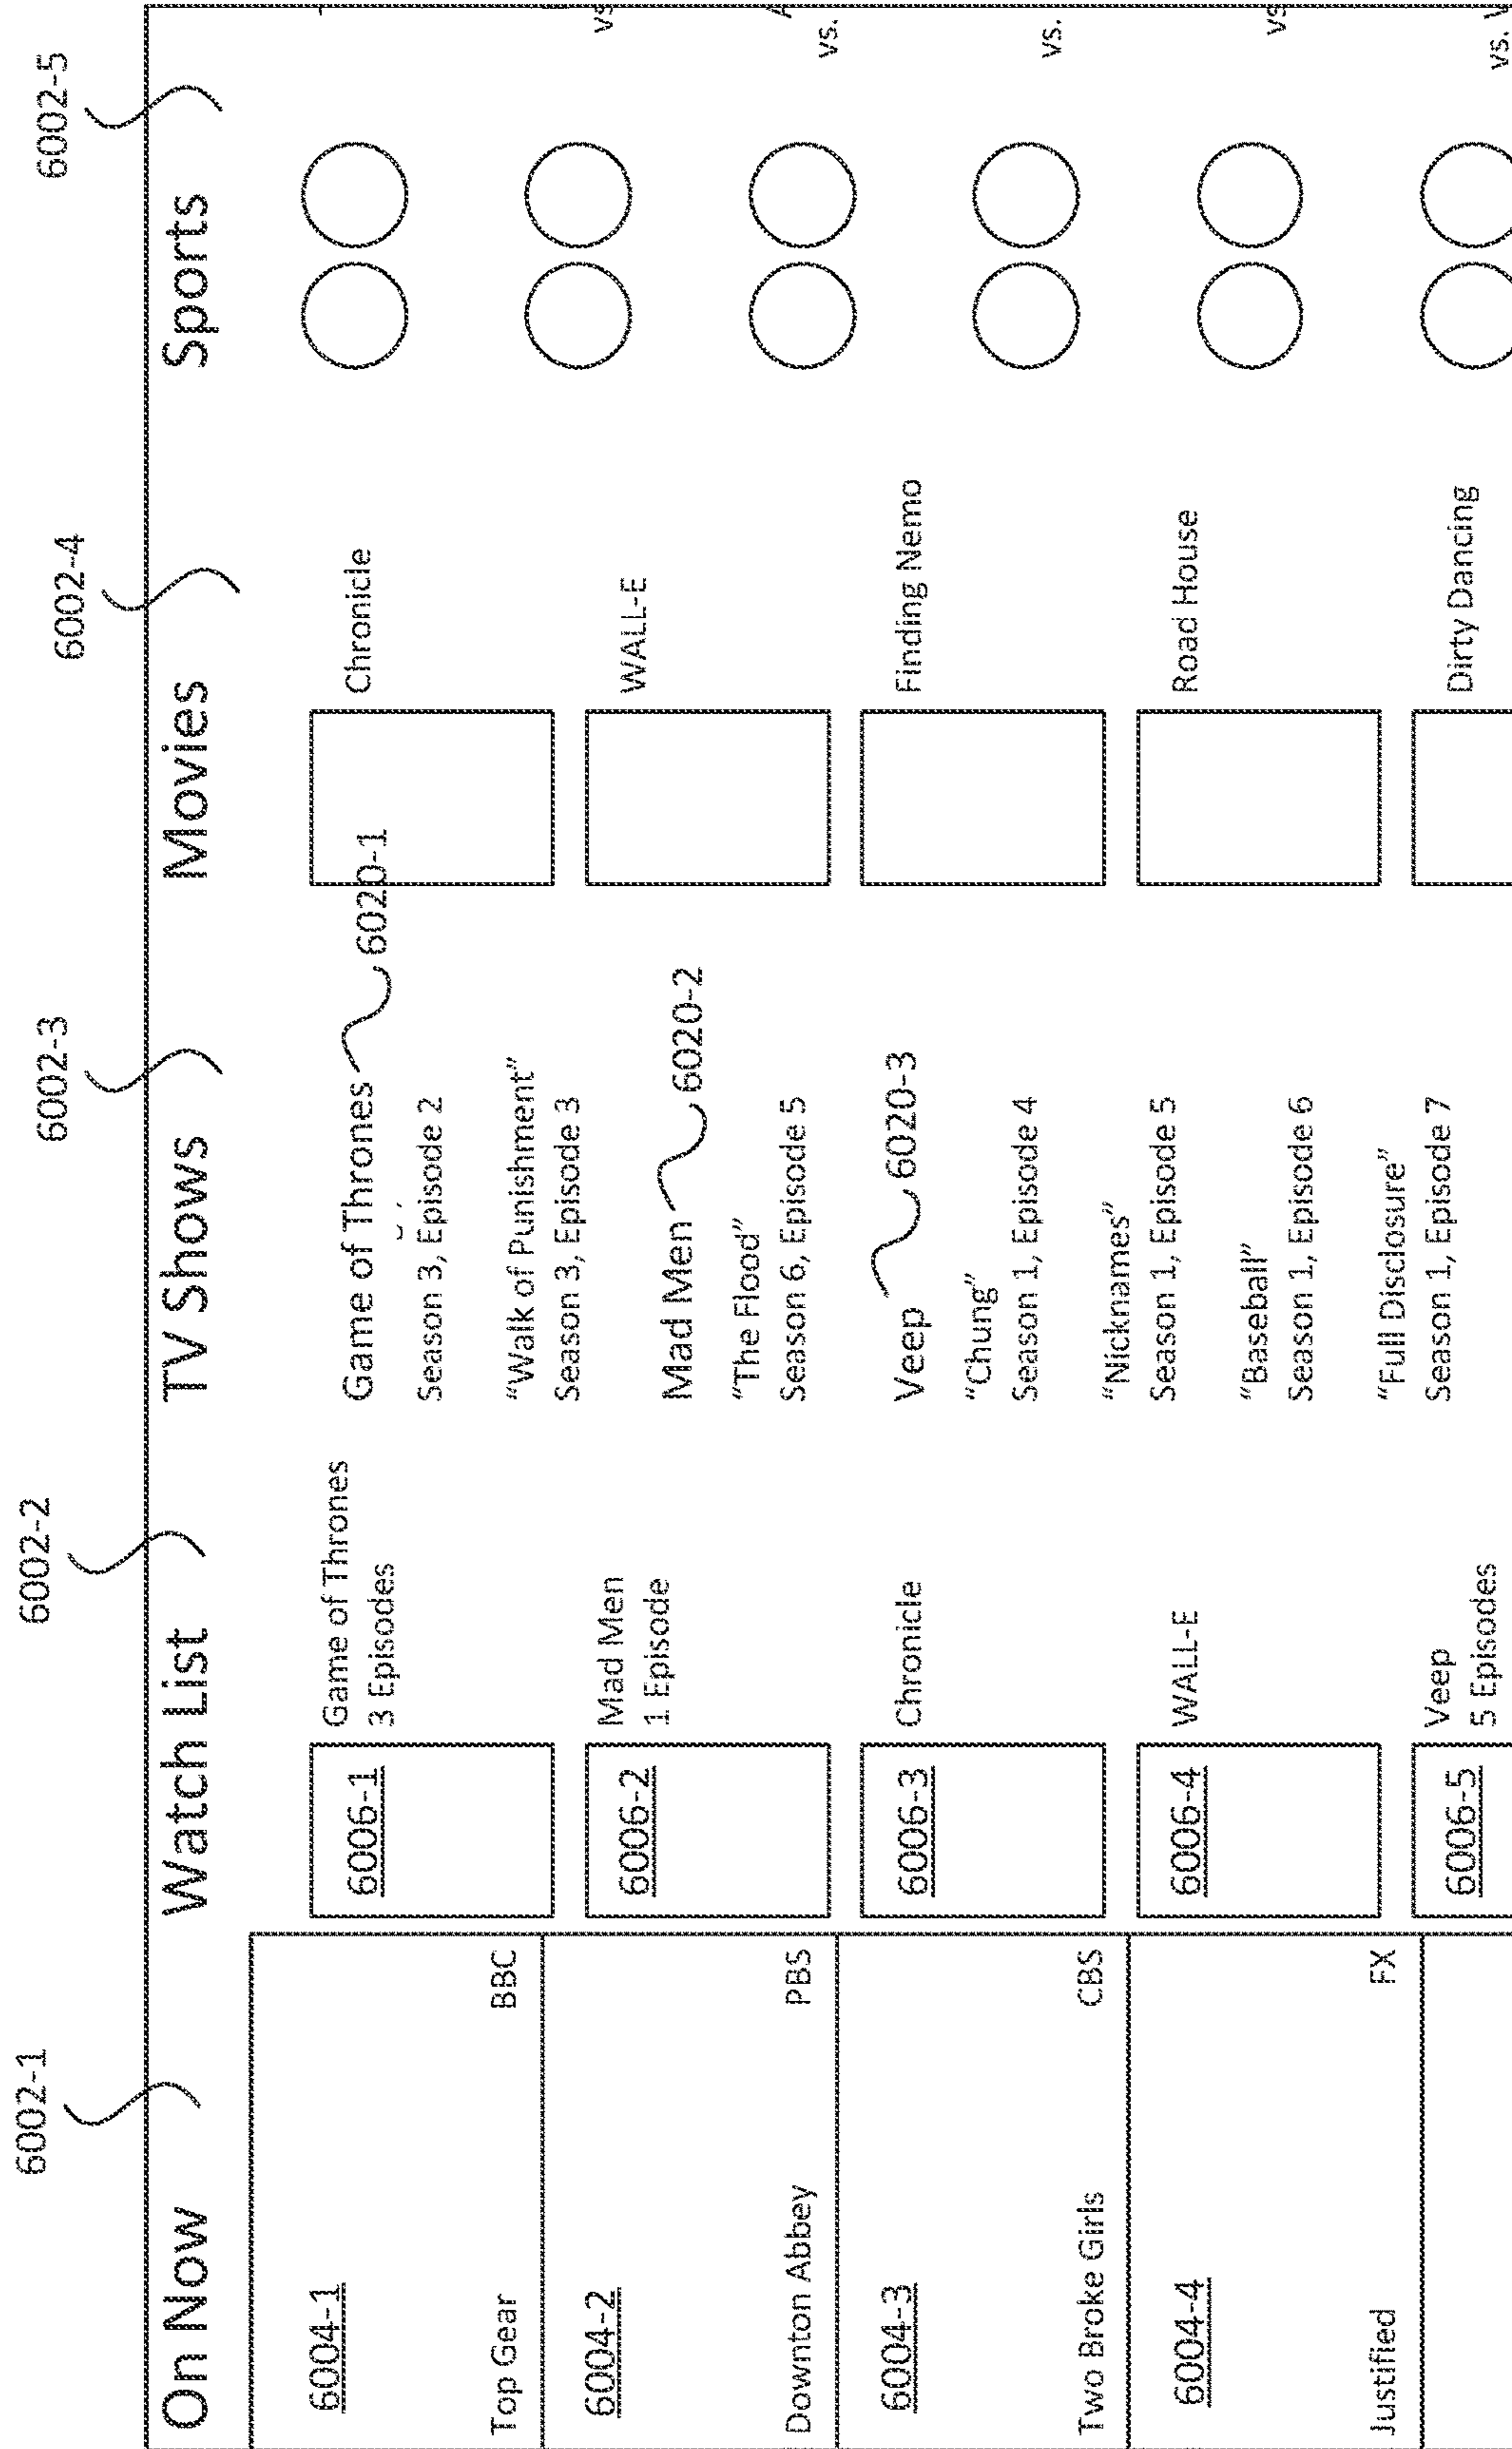 6002-1
6002-2
6002-3
6002-4
6002-5
On Now
Watch List
TV Shows
Movies
Sports
6004-1
Top Gear
BBC
6004-2
Downton Abbey
PBS
6004-3
Two Broke Girls
CBS
6004-4
Justified
FX
6006-1
Game of Thrones
3 Episodes
6006-2
Mad Men
1 Episode
6006-3
Chronicle
6006-4
WALL-E
6006-5
Veep
5 Episodes
Game of Thrones
6020-1
Season 3, Episode 2
“Walk of Punishment”
Season 3, Episode 3
Mad Men
6020-2
“The Flood”
Season 6, Episode 5
Veep
6020-3
“Chung”
Season 1, Episode 4
“Nicknames”
Season 1, Episode 5
“Baseball”
Season 1, Episode 6
“Full Disclosure”
Season 1, Episode 7
Chronicle
WALL-E
Finding Nemo
Road House
Dirty Dancing
vs
vs.
vs.
vs
vs.